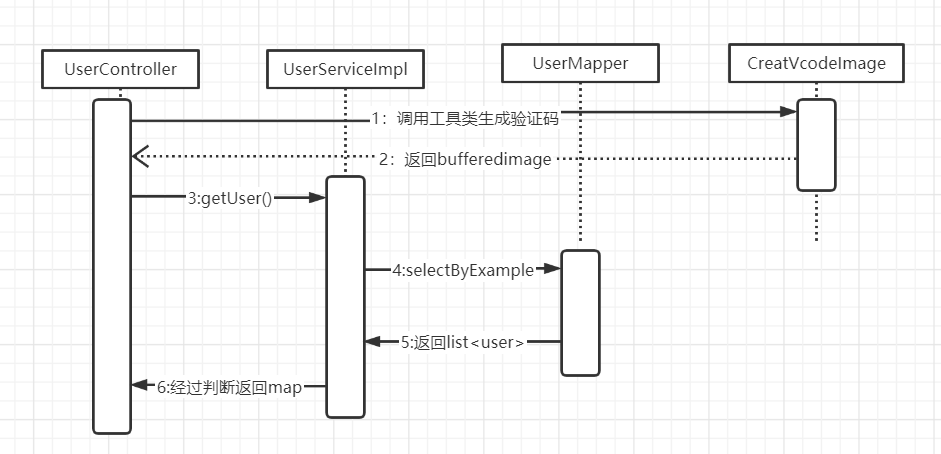 UserController
UserServiceImpl
UserMapper
CreatVcodeImage
1：调用工具类生成验证码
2：返回bufferedimage
3:getUser()
4:selectByExample
5:返回list<user>
6:经过判断返回map